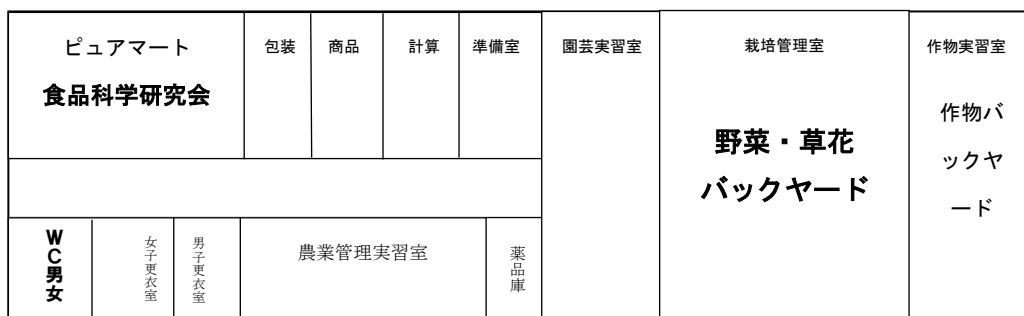 ピュアマート
食品科学研究会
包装
商品
計算
準備室
園芸実習室
栽培管理室
野菜・草花
バックヤード
作物実習室
作物バ
ックヤ
ード
WC男女
女子更衣室
男子更衣室
農業管理実習室
薬品庫